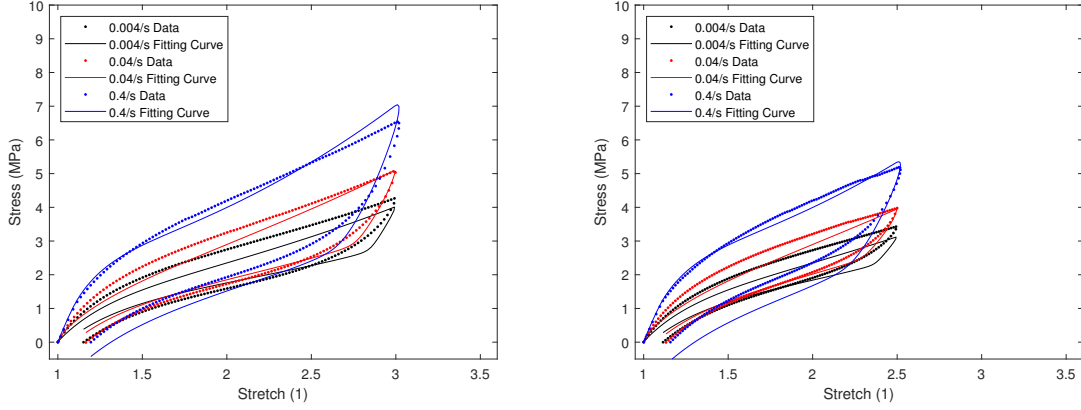 10
9
8
7
6
5
4
3
2
1
0
Stress (MPa)
0.004/s Data
0.004/s Fitting Curve
0.04/s Data
0.04/s Fitting Curve
0.4/s Data
0.4/s Fitting Curve
1 1.5 2 2.5 3 3.5
Stretch (1)
10
9
8
7
6
5
4
3
2
1
0
Stress (MPa)
0.004/s Data
0.004/s Fitting Curve
0.04/s Data
0.04/s Fitting Curve
0.4/s Data
0.4/s Fitting Curve
1 1.5 2 2.5 3 3.5
Stretch (1)